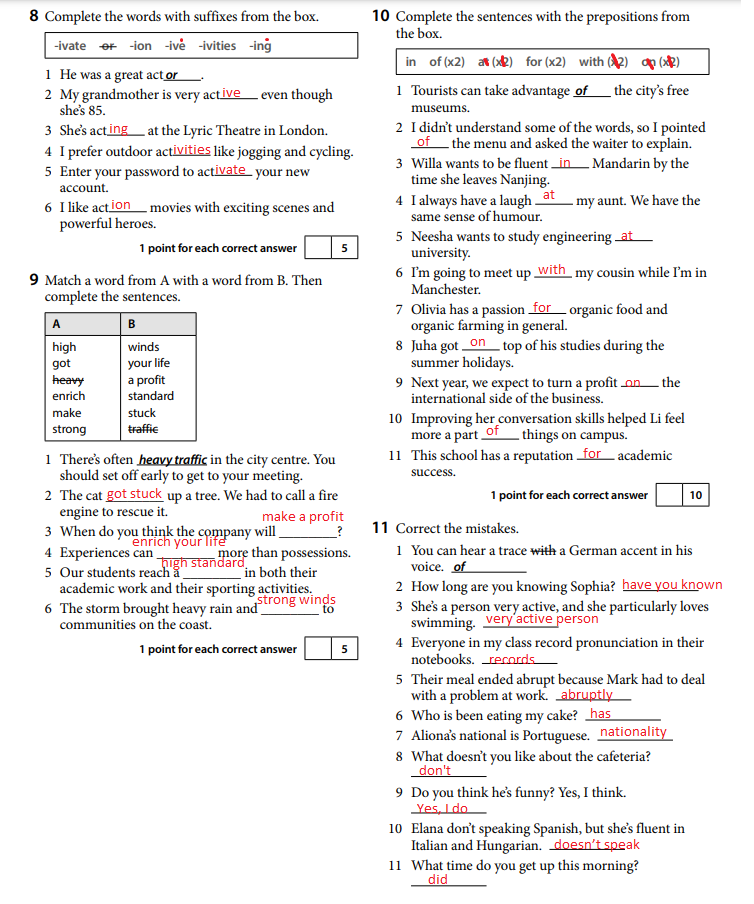 8 Complete the words with suffixes from the box.
-ivate or -ion -ive -ivities -ing
1 He was a great actor.
2 My grandmother is very active even though
she's 85.
3 She's acting at the Lyric Theatre in London.
4 I prefer outdoor activities like jogging and cycling.
5 Enter your password to activate your new
account.
6 I like action movies with exciting scenes and
powerful heroes.
1 point for each correct answer 5
9 Match a word from A with a word from B. Then
complete the sentences.
A B
high winds
got your life
heavy a profit
enrich standard
make stuck
strong traffic
1 There's often heavy traffic in the city centre. You
should set off early to get to your meeting.
2 The cat got stuck up a tree. We had to call a fire
engine to rescue it.
make a profit
3 When do you think the company will ________?
enrich your life
4 Experiences can ________ more than possessions.
high standard
5 Our students reach a ________ in both their
academic work and their sporting activities.
strong winds
6 The storm brought heavy rain and ________ to
communities on the coast.
1 point for each correct answer 5
10 Complete the sentences with the prepositions from
the box.
in of (x2) at (x2) for (x2) with (x2) on (x2)
1 Tourists can take advantage of the city's free
museums.
2 I didn't understand some of the words, so I pointed
of the menu and asked the waiter to explain.
3 Willa wants to be fluent in Mandarin by the
time she leaves Nanjing.
4 I always have a laugh at my aunt. We have the
same sense of humour.
5 Neesha wants to study engineering at
university.
6 I'm going to meet up with my cousin while I'm in
Manchester.
7 Olivia has a passion for organic food and
organic farming in general.
8 Juha got on top of his studies during the
summer holidays.
9 Next year, we expect to turn a profit on the
international side of the business.
10 Improving her conversation skills helped Li feel
more a part of things on campus.
11 This school has a reputation for academic
success.
1 point for each correct answer 10
11 Correct the mistakes.
1 You can hear a trace with a German accent in his
voice. of
2 How long are you knowing Sophia? have you known
3 She's a person very active, and she particularly loves
swimming. very active person
4 Everyone in my class record pronunciation in their
notebooks. records
5 Their meal ended abrupt because Mark had to deal
with a problem at work. abruptly
6 Who is been eating my cake? has
7 Aliona's national is Portuguese. nationality
8 What doesn't you like about the cafeteria?
don't
9 Do you think he's funny? Yes, I think.
Yes, I do
10 Elana don't speaking Spanish, but she's fluent in
Italian and Hungarian. doesn't speak
11 What time do you get up this morning?
did